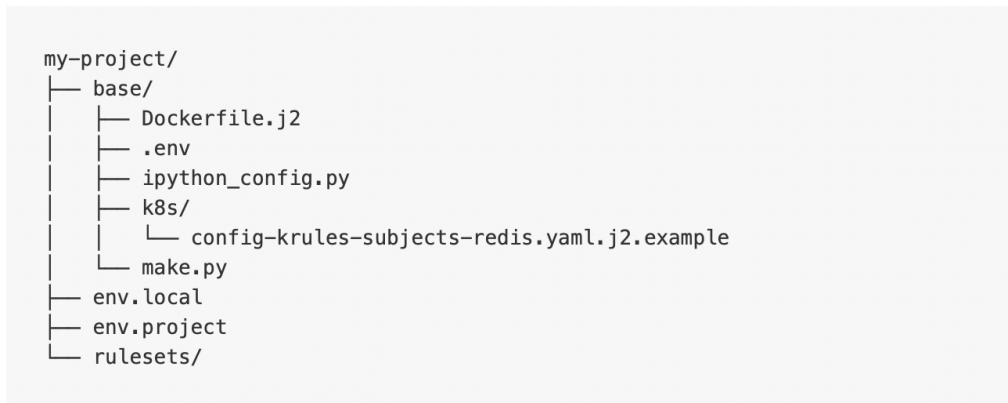 my-project/
├── base/
│   ├── Dockerfile.j2
│   ├── .env
│   ├── ipython_config.py
│   ├── k8s/
│   │   └── config-krules-subjects-redis.yaml.j2.example
│   └── make.py
├── env.local
├── env.project
└── rulesets/